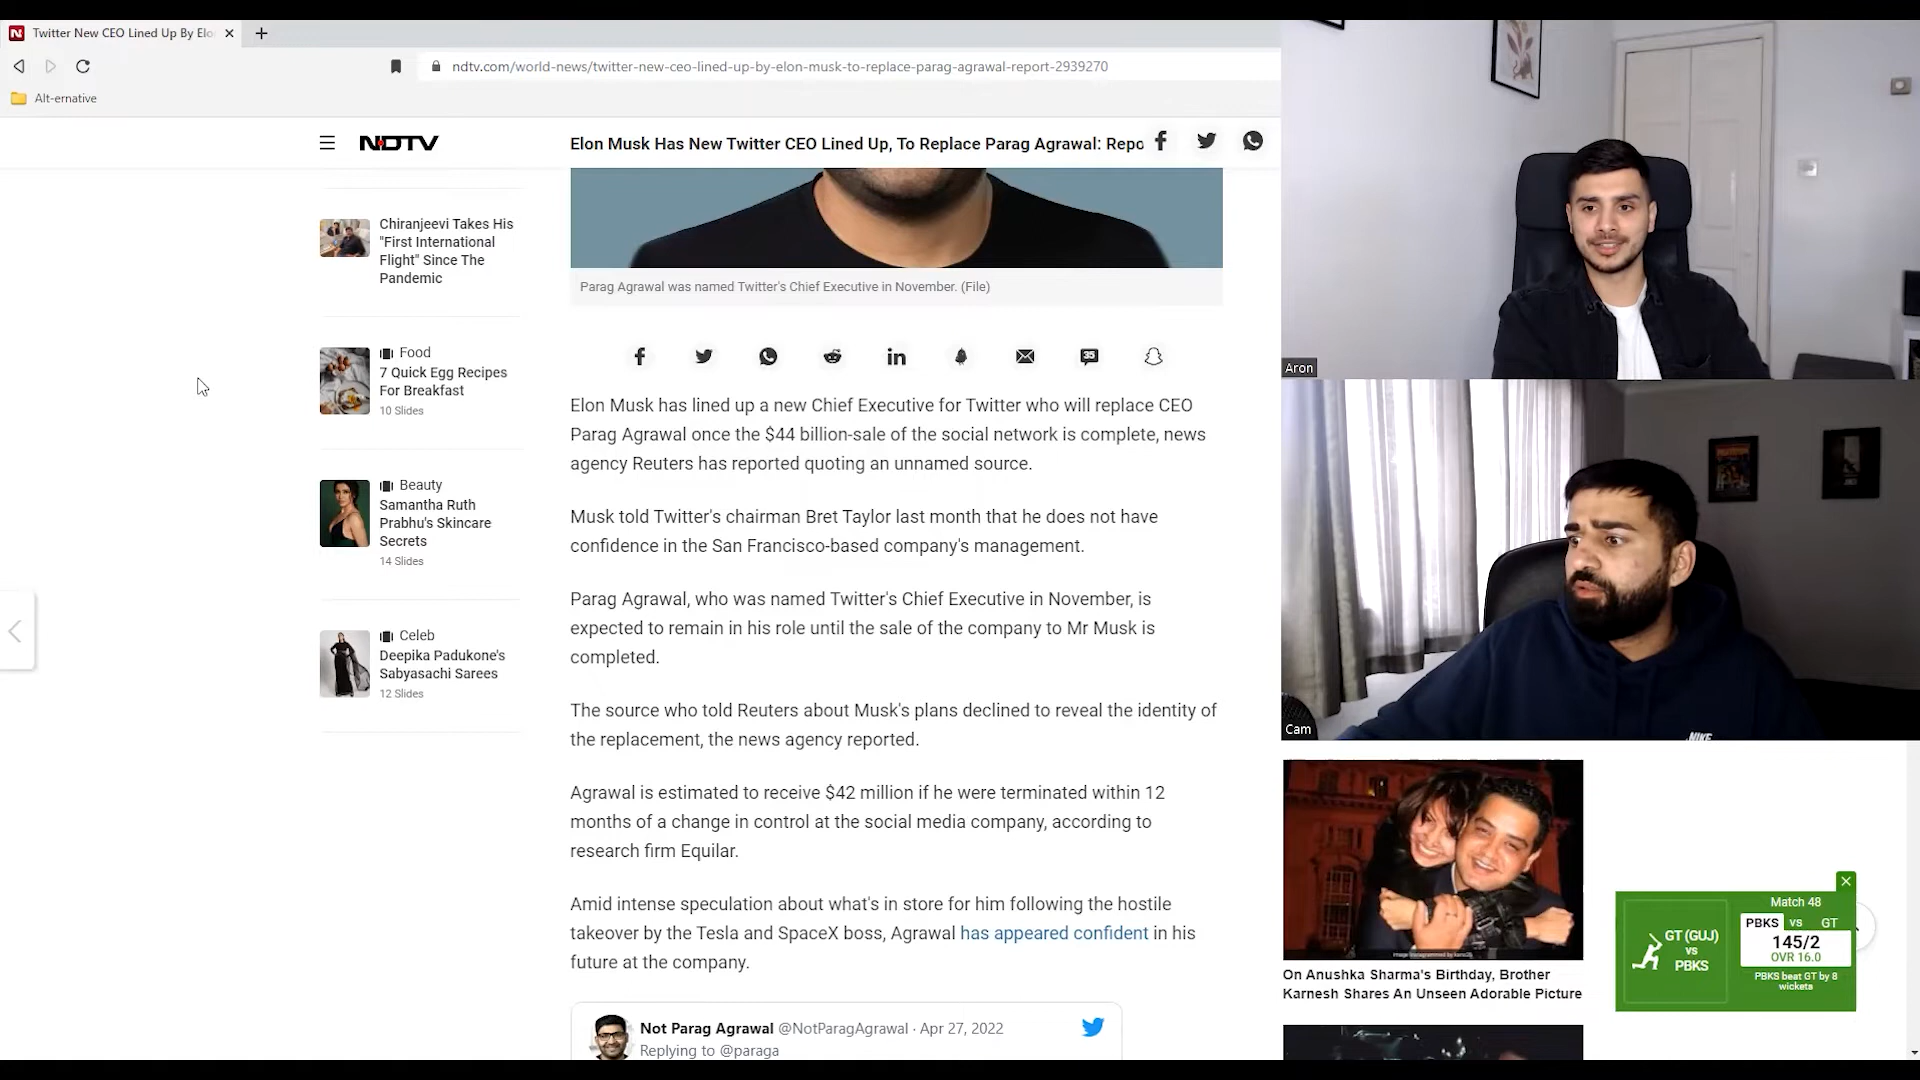 Twitter New CEO Lined Up By Elo
ndtv.com/world-news/twitter-new-ceo-lined-up-by-elon-musk-to-replace-parag-agrawal-report-2939270
Alt-ernative
NDTV
Elon Musk Has New Twitter CEO Lined Up, To Replace Parag Agrawal: Repo
Chiranjeevi Takes His
"First International
Flight" Since The
Pandemic
Food
7 Quick Egg Recipes
For Breakfast
10 Slides
Beauty
Samantha Ruth
Prabhu's Skincare
Secrets
14 Slides
Celeb
Deepika Padukone's
Sabyasachi Sarees
12 Slides
Parag Agrawal was named Twitter's Chief Executive in November. (File)
35
Elon Musk has lined up a new Chief Executive for Twitter who will replace CEO
Parag Agrawal once the $44 billion-sale of the social network is complete, news
agency Reuters has reported quoting an unnamed source.
Musk told Twitter's chairman Bret Taylor last month that he does not have
confidence in the San Francisco-based company's management.
Parag Agrawal, who was named Twitter's Chief Executive in November, is
expected to remain in his role until the sale of the company to Mr Musk is
completed.
The source who told Reuters about Musk's plans declined to reveal the identity of
the replacement, the news agency reported.
Agrawal is estimated to receive $42 million if he were terminated within 12
months of a change in control at the social media company, according to
research firm Equilar.
Amid intense speculation about what's in store for him following the hostile
takeover by the Tesla and SpaceX boss, Agrawal has appeared confident in his
future at the company.
Not Parag Agrawal @NotParagAgrawal · Apr 27, 2022
Replying to @paraga
Aron
Cam
NIKE
On Anushka Sharma's Birthday, Brother
Karnesh Shares An Unseen Adorable Picture
GT (GUJ)
vs
PBKS
Match 48
PBKS vs GT
145/2
OVR 16.0
PBKS beat GT by 8
wickets